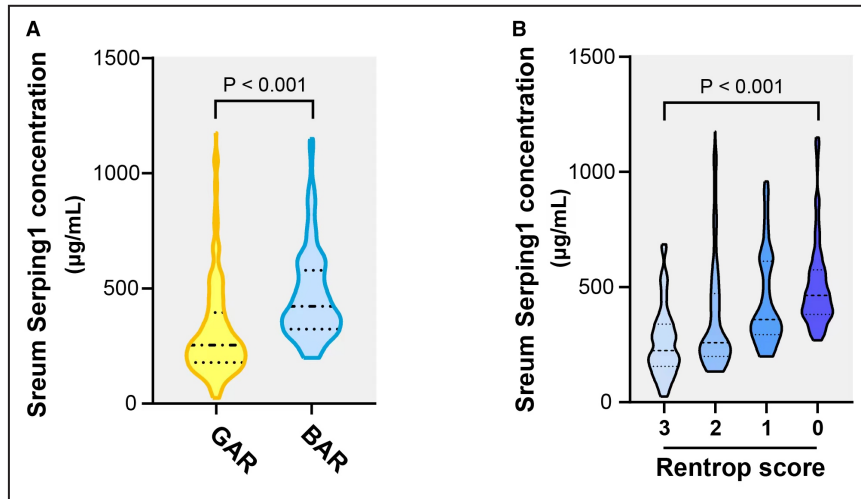 A
Sreum Serping1 concentration
(µg/mL)
1500
1000
500
0
P < 0.001
GAR
BAR
B
Sreum Serping1 concentration
(µg/mL)
1500
1000
500
0
P < 0.001
3 2 1 0
Rentrop score